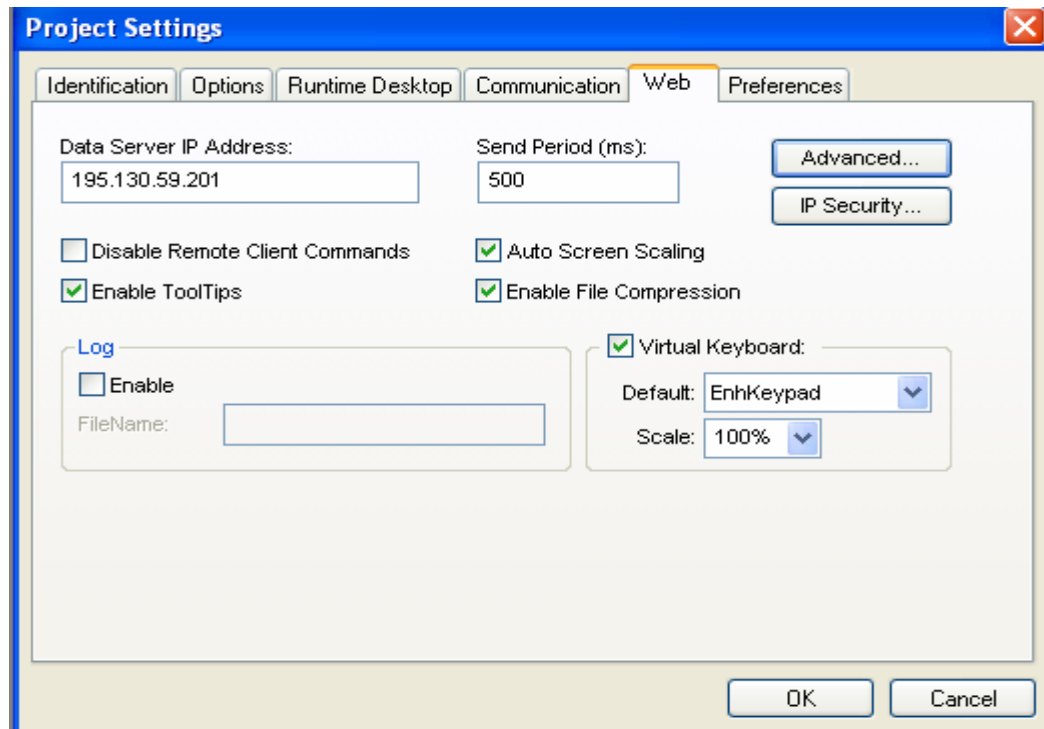 Project Settings
Identification Options Runtime Desktop Communication Web Preferences
Data Server IP Address: Send Period (ms):
195.130.59.201 500 Advanced...
IP Security...
Disable Remote Client Commands Auto Screen Scaling
Enable ToolTips Enable File Compression
Log Virtual Keyboard:
Enable Default: EnhKeypad
FileName: Scale: 100%
OK Cancel